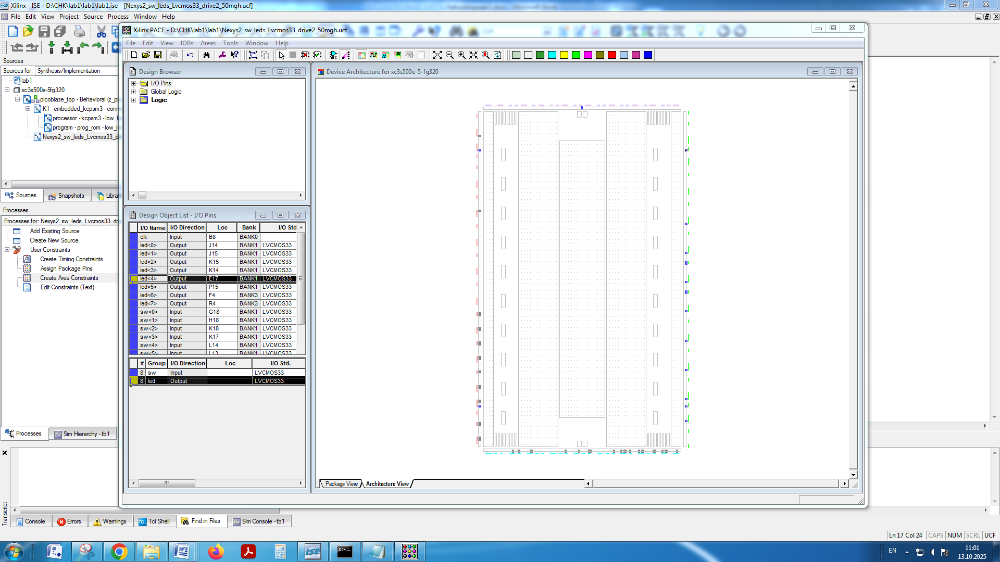 Xilinx - ISE - D:\CHK\lab1\lab1\lab1.ise - [Nexys2_sw_leds_Lvcmos33_drive2_50mgh.ucf]
File Edit View Project Source Process Window Help
Xilinx PACE - D:\CHK\lab1\lab1\Nexys2_sw_leds_Lvcmos33_drive2_50mgh.ucf
File Edit View IOBs Areas Tools Window Help
Sources
Sources for: Synthesis/Implementation
lab1
xc3s500e-5fg320
picoblaze_top - Behavioral (z_pi
K1 - embedded_kcpsm3 - conn
processor - kcpsm3 - low_l
program - prog_rom - low_l
Nexys2_sw_leds_Lvcmos33_d
Sources Snapshots Libra
Processes
Processes for: Nexys2_sw_leds_Lvcmos33_dr
Add Existing Source
Create New Source
User Constraints
Create Timing Constraints
Assign Package Pins
Create Area Constraints
Edit Constraints (Text)
Processes Sim Hierarchy - tb1
Design Browser
I/O Pins
Global Logic
Logic
Design Object List - I/O Pins
I/O Name I/O Direction Loc Bank I/O Std
clk Input B8 BANK0
led<0> Output J14 BANK1 LVCMOS33
led<1> Output J15 BANK1 LVCMOS33
led<2> Output K15 BANK1 LVCMOS33
led<3> Output K14 BANK1 LVCMOS33
led<4> Output E17 BANK1 LVCMOS33
led<5> Output P15 BANK1 LVCMOS33
led<6> Output F4 BANK3 LVCMOS33
led<7> Output R4 BANK3 LVCMOS33
sw<0> Input G18 BANK1 LVCMOS33
sw<1> Input H18 BANK1 LVCMOS33
sw<2> Input K18 BANK1 LVCMOS33
sw<3> Input K17 BANK1 LVCMOS33
sw<4> Input L14 BANK1 LVCMOS33
sw<5> Input L13 BANK1 LVCMOS33
# Group I/O Direction Loc I/O Std.
8 sw Input LVCMOS33
8 led Output LVCMOS33
Device Architecture for xc3s500e-5-fg320
Package View Architecture View
Transcript
Console Errors Warnings Tcl Shell Find in Files Sim Console - tb1
Ln 17 Col 24 CAPS NUM SCRL UCF
EN
11:01
13.10.2025